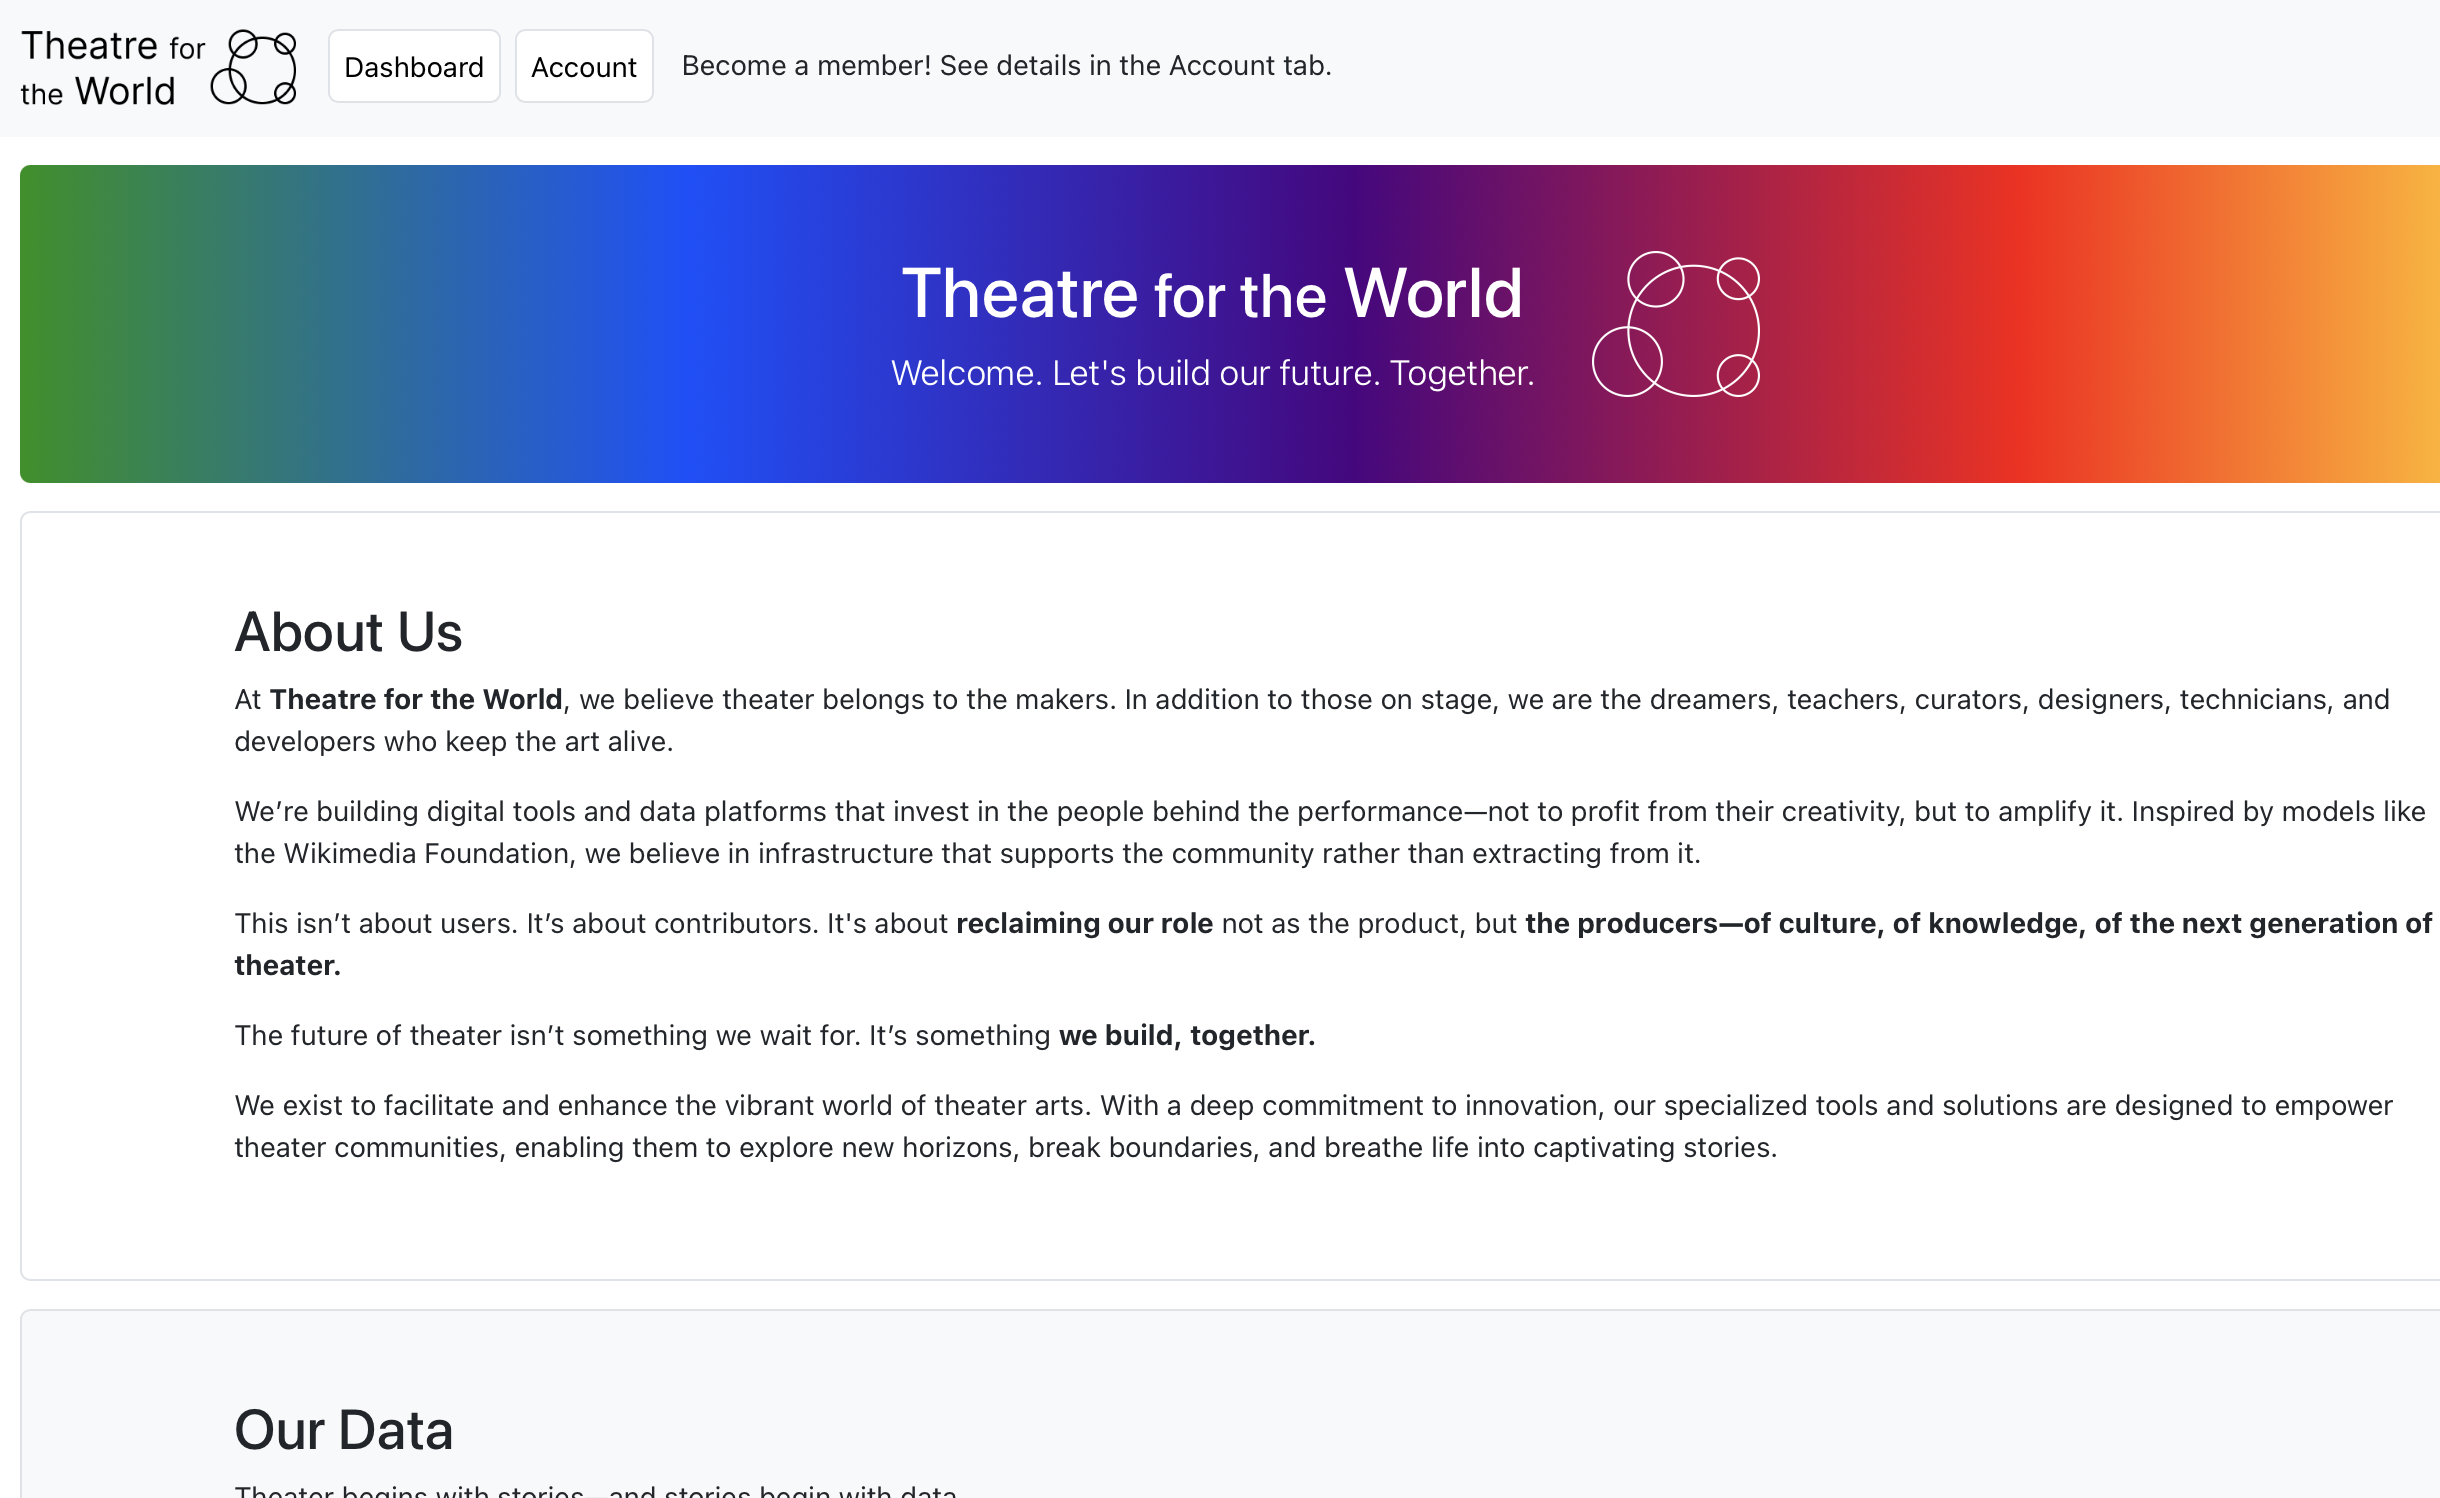 Theatre for
the World
Dashboard
Account
Become a member! See details in the Account tab.
Theatre for the World
Welcome. Let's build our future. Together.
About Us
At Theatre for the World, we believe theater belongs to the makers. In addition to those on stage, we are the dreamers, teachers, curators, designers, technicians, and
developers who keep the art alive.
We’re building digital tools and data platforms that invest in the people behind the performance—not to profit from their creativity, but to amplify it. Inspired by models like
the Wikimedia Foundation, we believe in infrastructure that supports the community rather than extracting from it.
This isn’t about users. It’s about contributors. It's about reclaiming our role not as the product, but the producers—of culture, of knowledge, of the next generation of
theater.
The future of theater isn’t something we wait for. It’s something we build, together.
We exist to facilitate and enhance the vibrant world of theater arts. With a deep commitment to innovation, our specialized tools and solutions are designed to empower
theater communities, enabling them to explore new horizons, break boundaries, and breathe life into captivating stories.
Our Data
Theater begins with stories—and stories begin with data